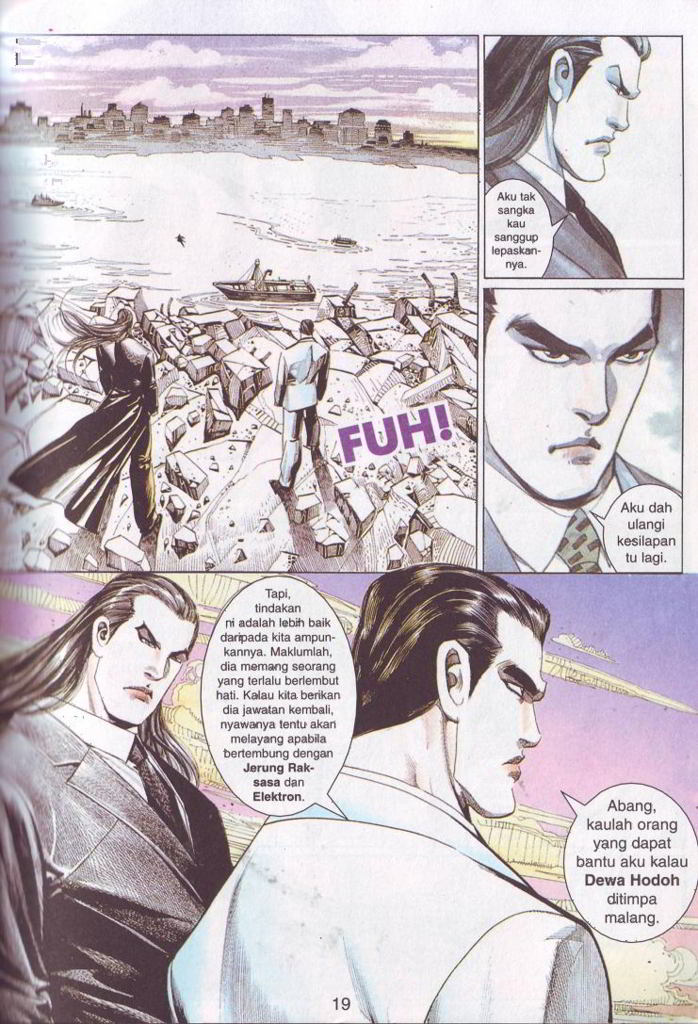 Aku tak
sangka
kau
sanggup
lepaskan-
nya.
FUH!
Aku dah
ulangi
kesilapan
tu lagi.
Tapi,
tindakan
ni adalah lebih baik
daripada kita ampun-
kannya. Maklumlah,
dia memang seorang
yang terlalu berlembut
hati. Kalau kita berikan
dia jawatan kembali,
nyawanya tentu akan
melayang apabila
bertembung dengan
Jerung Rak-
sasa dan
Elektron.
Abang,
kaulah orang
yang dapat
bantu aku kalau
Dewa Hodoh
ditimpa
malang.
19